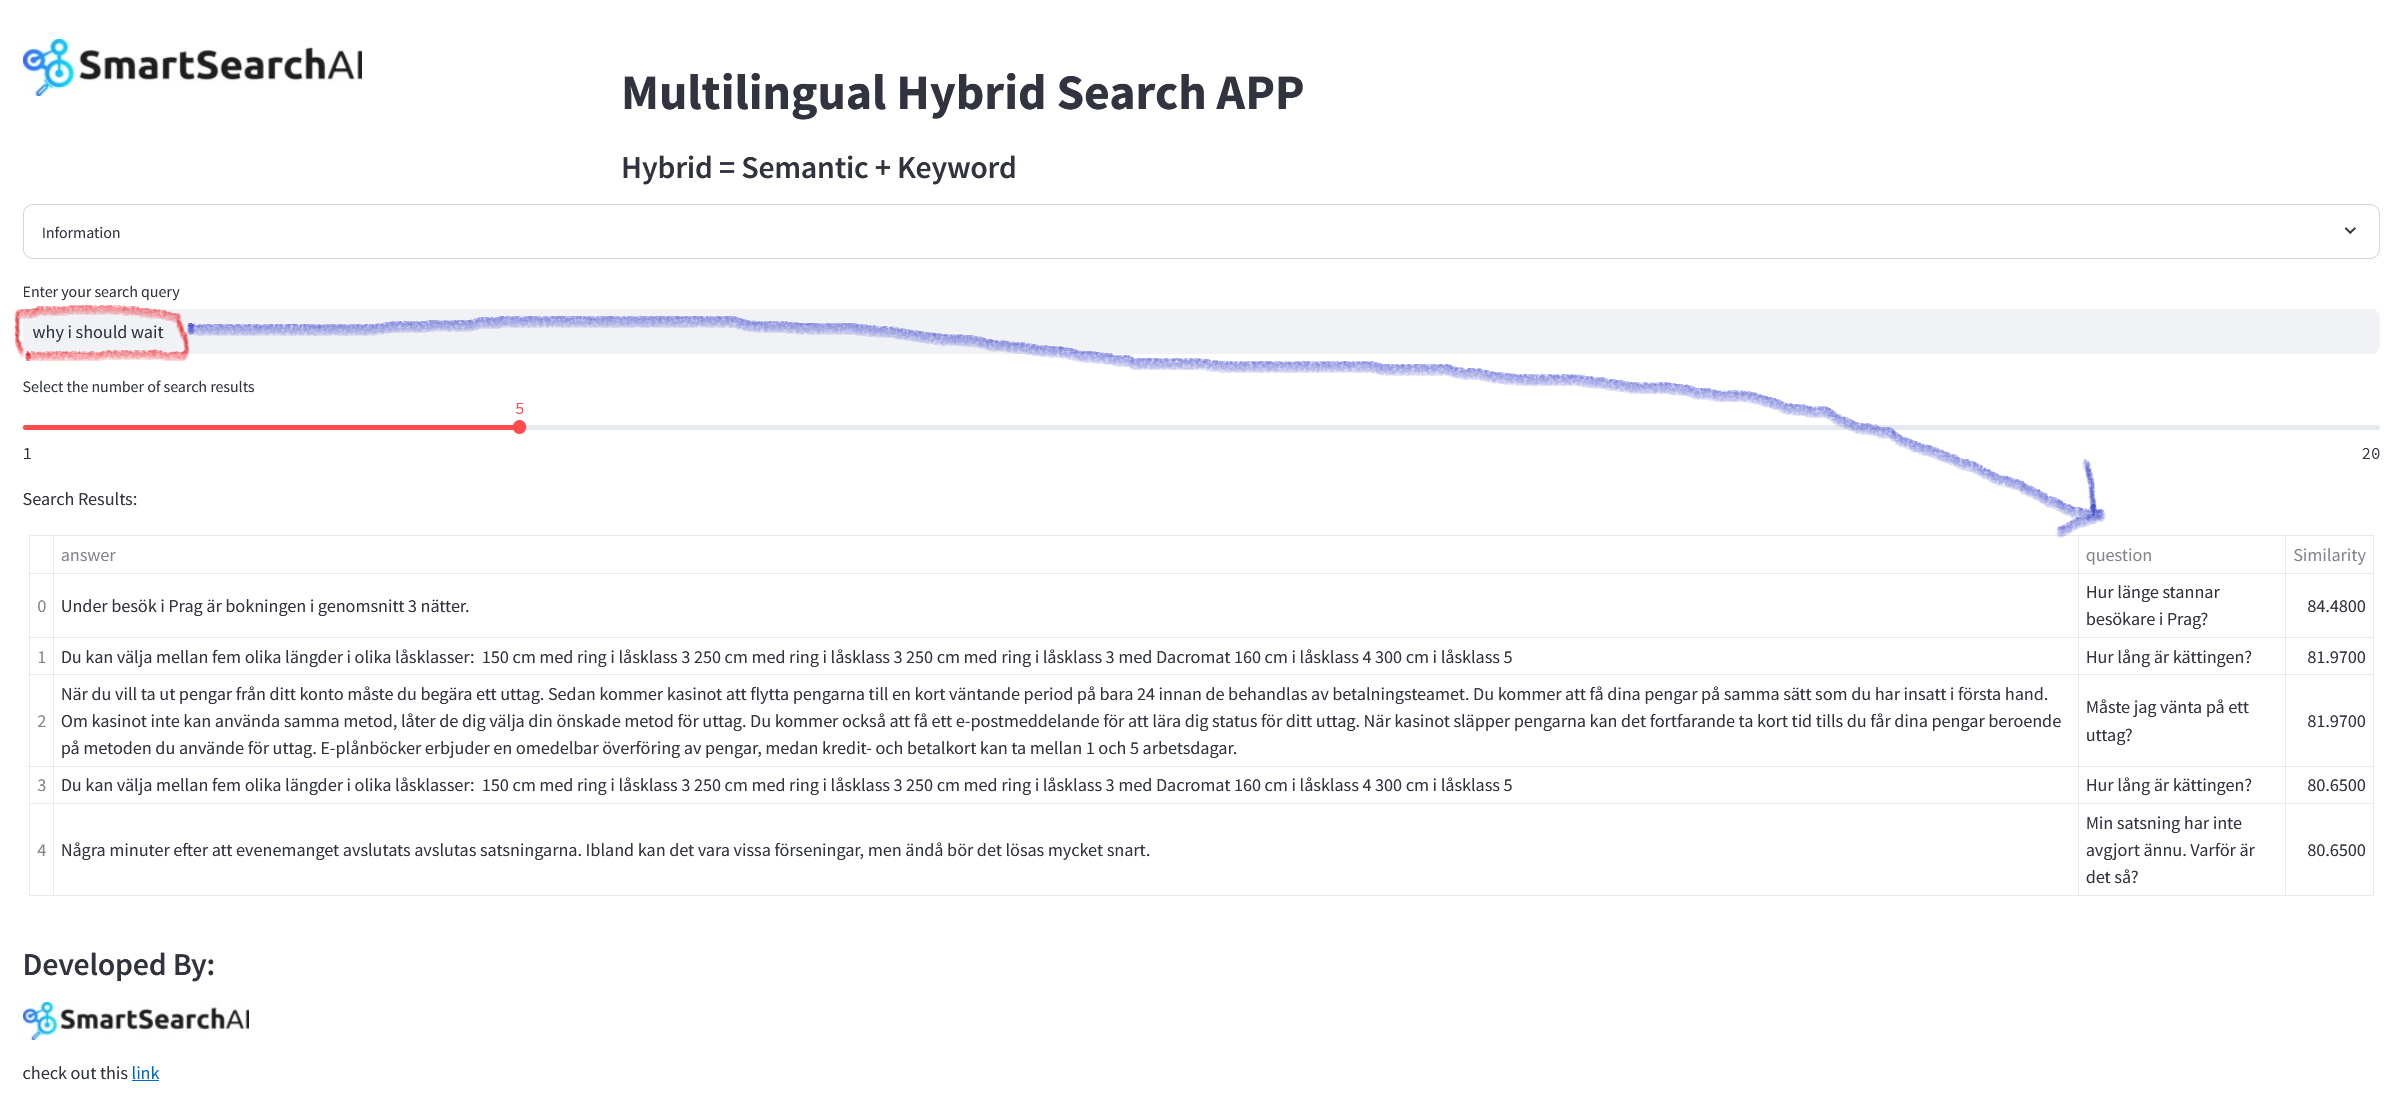 SmartSearchAI
Multilingual Hybrid Search APP
Hybrid = Semantic + Keyword
Information
Enter your search query
why i should wait
Select the number of search results
5
1 20
Search Results:
answer question Similarity
0 Under besök i Prag är bokningen i genomsnitt 3 nätter. Hur länge stannar besökare i Prag? 84.4800
1 Du kan välja mellan fem olika längder i olika låsklasser: 150 cm med ring i låsklass 3 250 cm med ring i låsklass 3 250 cm med ring i låsklass 3 med Dacromat 160 cm i låsklass 4 300 cm i låsklass 5 Hur lång är kättingen? 81.9700
2 När du vill ta ut pengar från ditt konto måste du begära ett uttag. Sedan kommer kasinot att flytta pengarna till en kort väntande period på bara 24 innan de behandlas av betalningsteamet. Du kommer att få dina pengar på samma sätt som du har insatt i första hand.
Om kasinot inte kan använda samma metod, låter de dig välja din önskade metod för uttag. Du kommer också att få ett e-postmeddelande för att lära dig status för ditt uttag. När kasinot släpper pengarna kan det fortfarande ta kort tid tills du får dina pengar beroende
på metoden du använde för uttag. E-plånböcker erbjuder en omedelbar överföring av pengar, medan kredit- och betalkort kan ta mellan 1 och 5 arbetsdagar. Måste jag vänta på ett uttag? 81.9700
3 Du kan välja mellan fem olika längder i olika låsklasser: 150 cm med ring i låsklass 3 250 cm med ring i låsklass 3 250 cm med ring i låsklass 3 med Dacromat 160 cm i låsklass 4 300 cm i låsklass 5 Hur lång är kättingen? 80.6500
4 Några minuter efter att evenemanget avslutats avslutas satsningarna. Ibland kan det vara vissa förseningar, men ändå bör det lösas mycket snart. Min satsning har inte avgjort ännu. Varför är det så? 80.6500
Developed By:
SmartSearchAI
check out this link